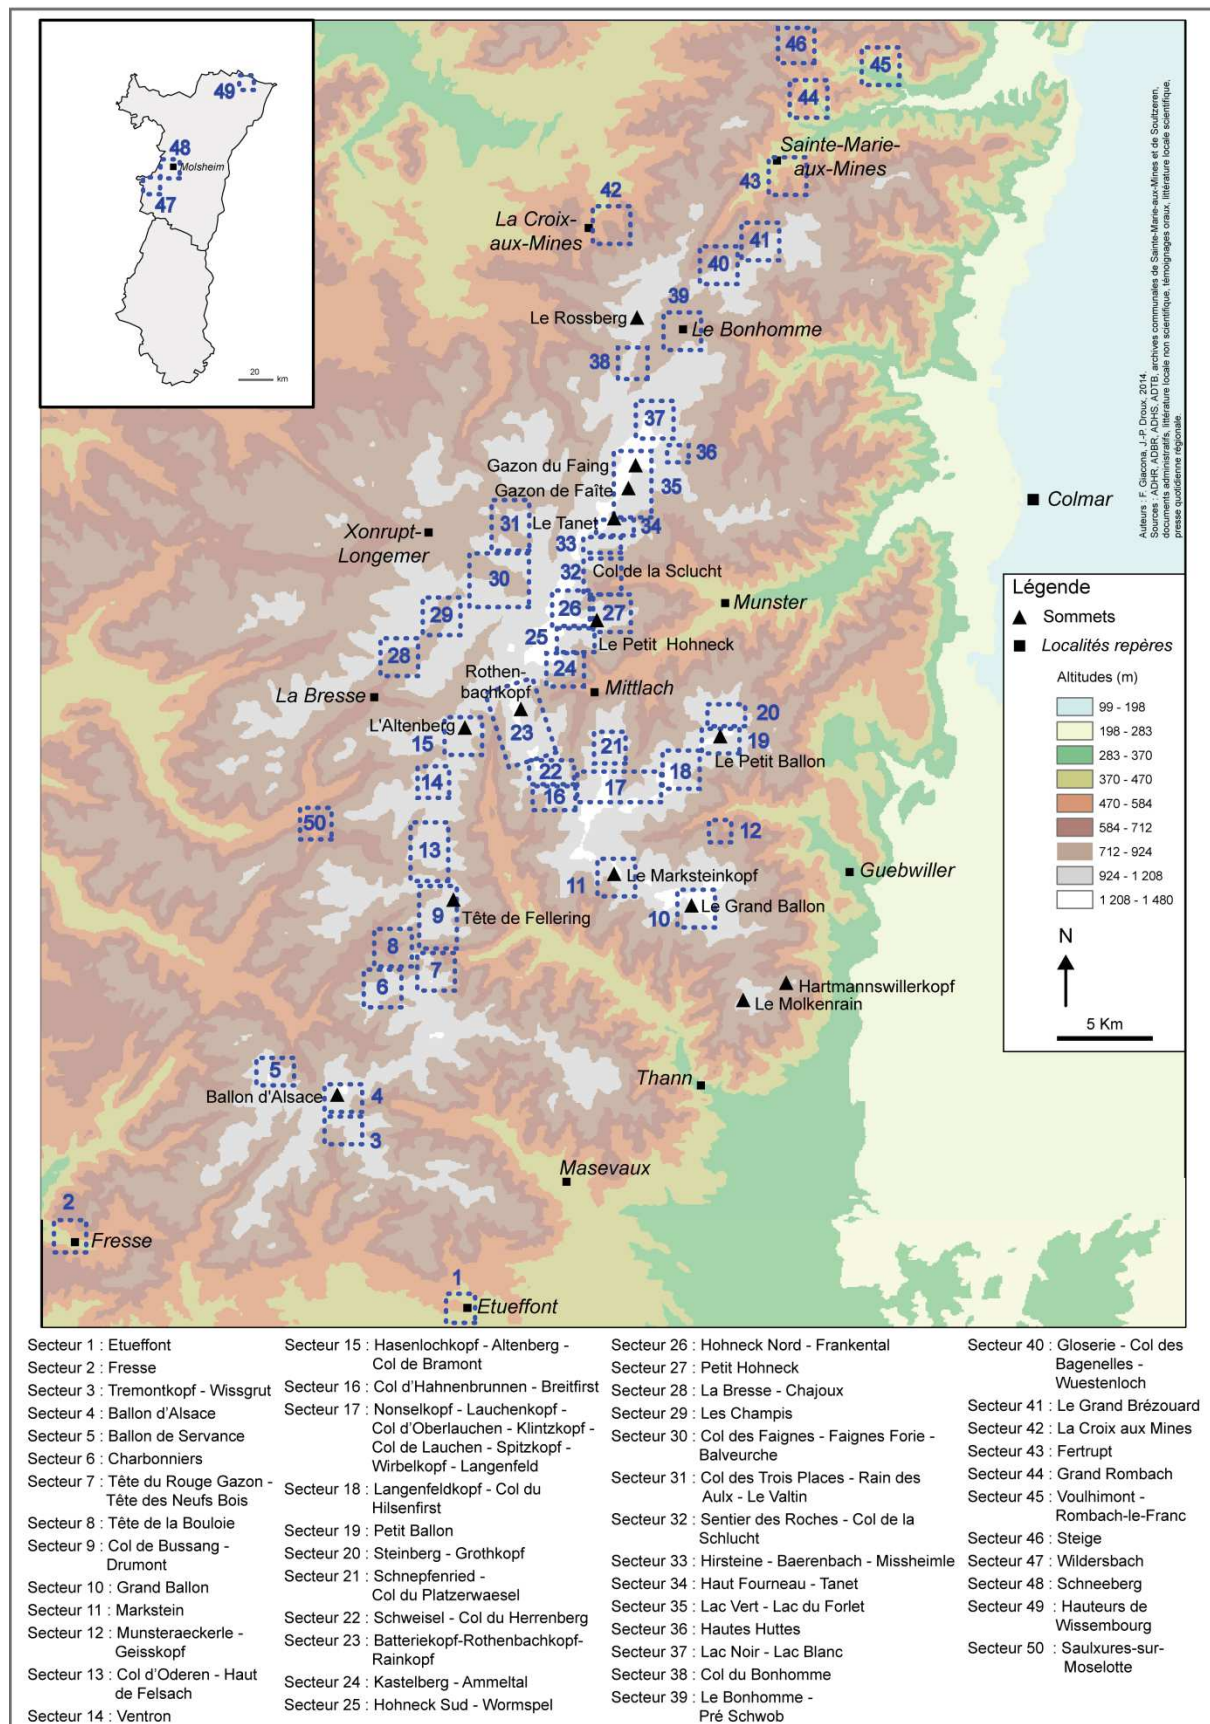 49
48
Molsheim
47
20
km
46
45
44
Sainte-Marie-
aux-Mines
43
42
La Croix-
aux-Mines
41
40
39
Le Rossberg
Le Bonhomme
38
37
36
Gazon du Faing
35
Gazon de Faîte
Colmar
31
Le Tanet
34
Xonrupt-
Longemer
33
32
Col de la Sclucht
30
26
27
Munster
29
25
Le Petit Hohneck
28
24
Rothen-
bachkopf
La Bresse
Mittlach
L'Altenberg
20
15
23
21
19
Le Petit Ballon
22
18
14
17
16
50
12
13
Guebwiller
11
Le Marksteinkopf
9
10
Le Grand Ballon
Tête de Fellering
8
7
6
Hartmannswillerkopf
Le Molkenrain
5
Thann
Ballon d'Alsace
4
3
Masevaux
2
Fresse
1
Etueffont
Auteurs : F. Giacona, J.-P. Droux, 2014.
Sources : ADHR, ADBR, ADHS, ADTB, archives communales de Sainte-Marie-aux-Mines et de Soultzeren,
documents administratifs, littérature locale non scientifique, témoignages oraux, littérature locale scientifique,
presse quotidienne régionale.
Légende
Sommets
Localités repères
Altitudes (m)
99 - 198
198 - 283
283 - 370
370 - 470
470 - 584
584 - 712
712 - 924
924 - 1 208
1 208 - 1 480
N
5 Km
Secteur 1 : Etueffont
Secteur 2 : Fresse
Secteur 3 : Tremontkopf - Wissgrut
Secteur 4 : Ballon d'Alsace
Secteur 5 : Ballon de Servance
Secteur 6 : Charbonniers
Secteur 7 : Tête du Rouge Gazon -
Tête des Neufs Bois
Secteur 8 : Tête de la Bouloie
Secteur 9 : Col de Bussang -
Drumont
Secteur 10 : Grand Ballon
Secteur 11 : Markstein
Secteur 12 : Munsteraeckerle -
Geisskopf
Secteur 13 : Col d'Oderen - Haut
de Felsach
Secteur 14 : Ventron
Secteur 15 : Hasenlochkopf - Altenberg -
Col de Bramont
Secteur 16 : Col d'Hahnenbrunnen - Breitfirst
Secteur 17 : Nonselkopf - Lauchenkopf -
Col d'Oberlauchen - Klintzkopf -
Col de Lauchen - Spitzkopf -
Wirbelkopf - Langenfeld
Secteur 18 : Langenfeldkopf - Col du
Hilsenfirst
Secteur 19 : Petit Ballon
Secteur 20 : Steinberg - Grothkopf
Secteur 21 : Schnepfenried -
Col du Platzerwaesel
Secteur 22 : Schweisel - Col du Herrenberg
Secteur 23 : Batteriekopf-Rothenbachkopf-
Rainkopf
Secteur 24 : Kastelberg - Ammeltal
Secteur 25 : Hohneck Sud - Wormspel
Secteur 26 : Hohneck Nord - Frankental
Secteur 27 : Petit Hohneck
Secteur 28 : La Bresse - Chajoux
Secteur 29 : Les Champis
Secteur 30 : Col des Faignes - Faignes Forie -
Balveurche
Secteur 31 : Col des Trois Places - Rain des
Aulx - Le Valtin
Secteur 32 : Sentier des Roches - Col de la
Schlucht
Secteur 33 : Hirsteine - Baerenbach - Missheimle
Secteur 34 : Haut Fourneau - Tanet
Secteur 35 : Lac Vert - Lac du Forlet
Secteur 36 : Hautes Huttes
Secteur 37 : Lac Noir - Lac Blanc
Secteur 38 : Col du Bonhomme
Secteur 39 : Le Bonhomme -
Pré Schwob
Secteur 40 : Gloserie - Col des
Bagenelles -
Wuestenloch
Secteur 41 : Le Grand Brézouard
Secteur 42 : La Croix aux Mines
Secteur 43 : Fertrupt
Secteur 44 : Grand Rombach
Secteur 45 : Voulhimont -
Rombach-le-Franc
Secteur 46 : Steige
Secteur 47 : Wildersbach
Secteur 48 : Schneeberg
Secteur 49 : Hauteurs de
Wissembourg
Secteur 50 : Saulxures-sur-
Moselotte